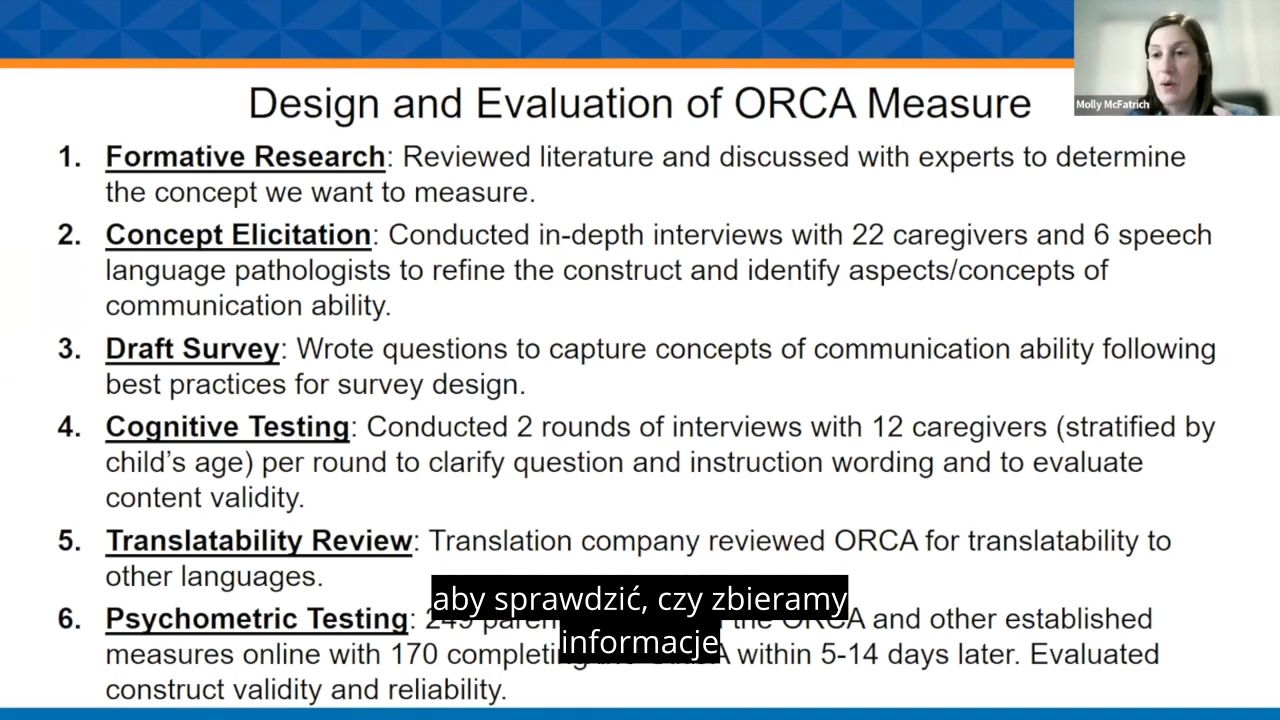 Design and Evaluation of ORCA Measure
Molly McFatrich
1. Formative Research: Reviewed literature and discussed with experts to determine
the concept we want to measure.
2. Concept Elicitation: Conducted in-depth interviews with 22 caregivers and 6 speech
language pathologists to refine the construct and identify aspects/concepts of
communication ability.
3. Draft Survey: Wrote questions to capture concepts of communication ability following
best practices for survey design.
4. Cognitive Testing: Conducted 2 rounds of interviews with 12 caregivers (stratified by
child's age) per round to clarify question and instruction wording and to evaluate
content validity.
5. Translatability Review: Translation company reviewed ORCA for translatability to
other languages.
aby sprawdzić, czy zbieramy
informacje
6. Psychometric Testing: the ORCA and other established
measures online with 170 within 5-14 days later. Evaluated
construct validity and reliability.